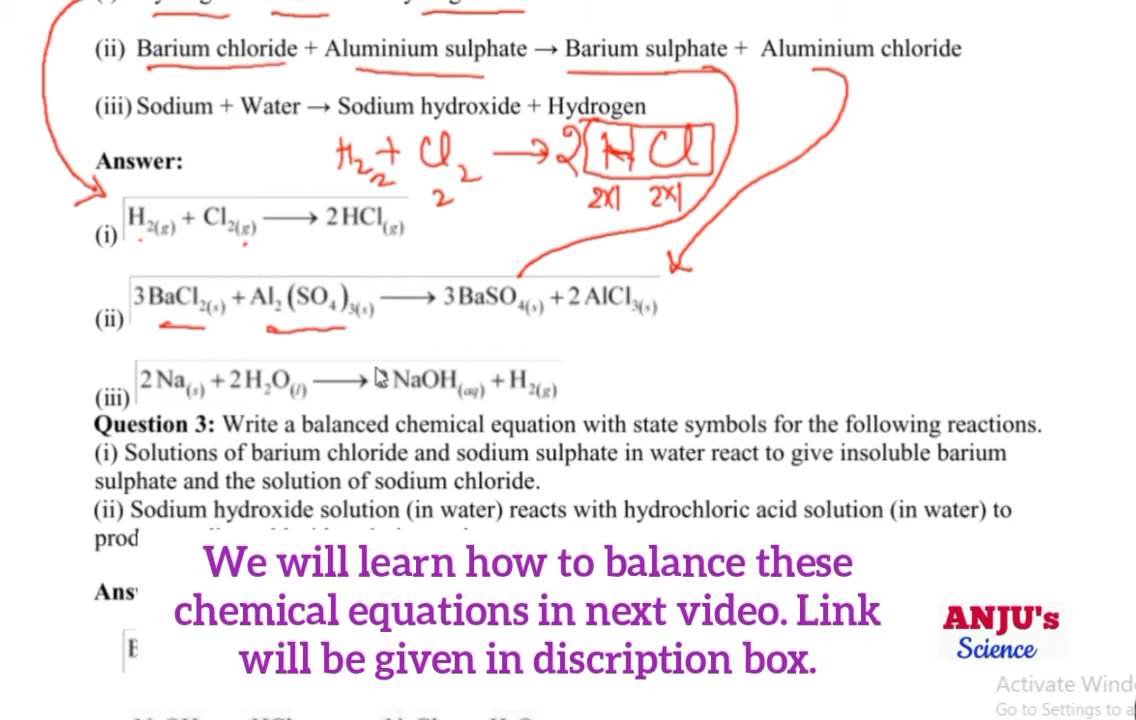 (ii) Barium chloride + Aluminium sulphate → Barium sulphate + Aluminium chloride
(iii) Sodium + Water → Sodium hydroxide + Hydrogen
H₂ + Cl₂ → 2HCl
2 2 2x1 2x1
Answer:
(i) H₂(g) + Cl₂(g) ⟶ 2HCl(g)
(ii) 3BaCl₂(s) + Al₂(SO₄)₃(s) ⟶ 3BaSO₄(s) + 2AlCl₃(s)
(iii) 2Na(s) + 2H₂O(l) ⟶ NaOH(aq) + H₂(g)
Question 3: Write a balanced chemical equation with state symbols for the following reactions.
(i) Solutions of barium chloride and sodium sulphate in water react to give insoluble barium
sulphate and the solution of sodium chloride.
(ii) Sodium hydroxide solution (in water) reacts with hydrochloric acid solution (in water) to
prod
We will learn how to balance these
Ans
chemical equations in next video. Link
will be given in discription box.
ANJU's
Science
Activate Wind
Go to Settings to a